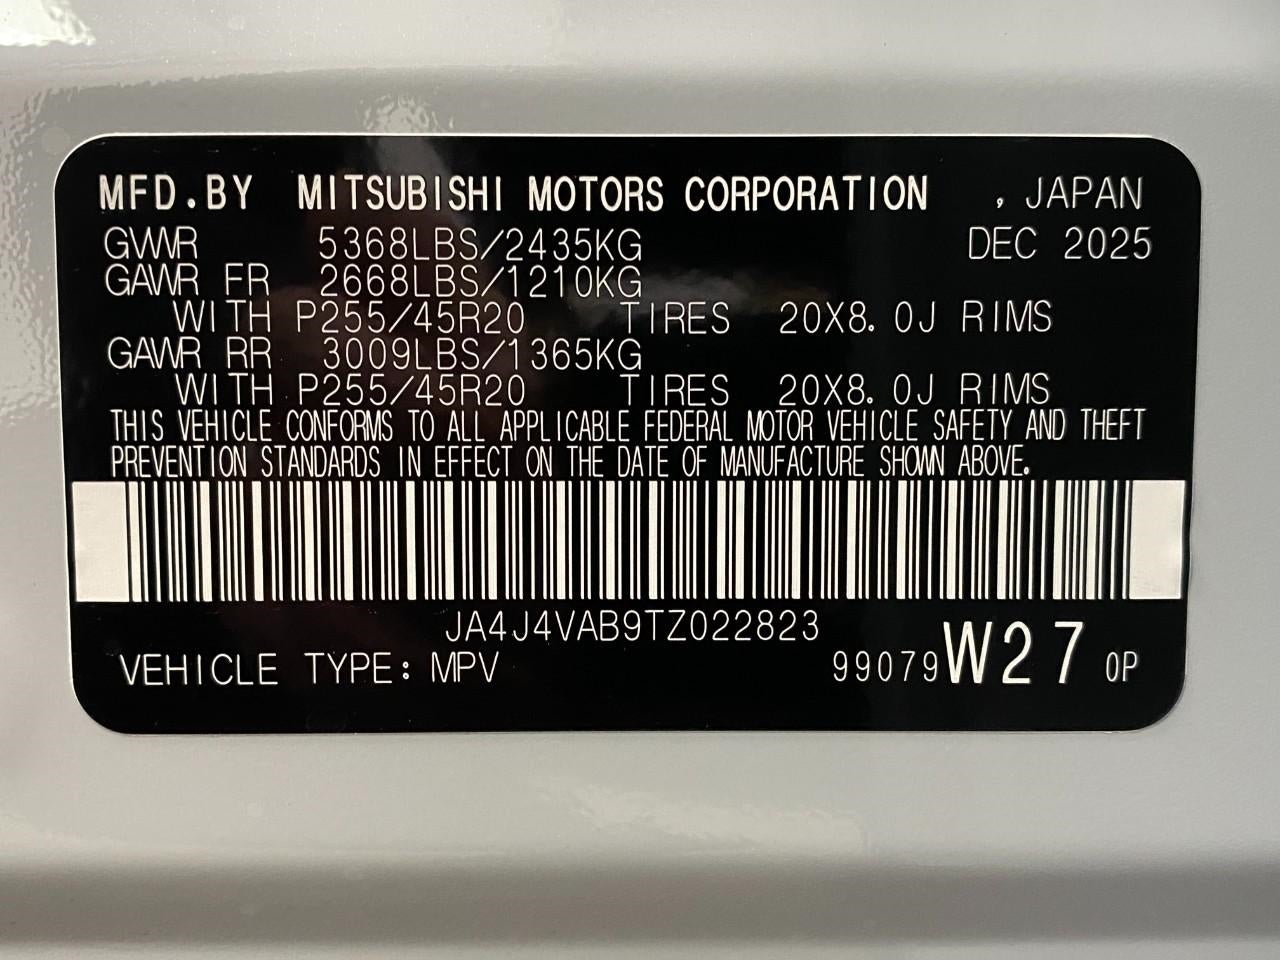 MFD.BY MITSUBISHI MOTORS CORPORATION , JAPAN
GVWR 5368LBS/2435KG DEC 2025
GAWR FR 2668LBS/1210KG
WITH P255/45R20 TIRES 20X8.0J RIMS
GAWR RR 3009LBS/1365KG
WITH P255/45R20 TIRES 20X8.0J RIMS
THIS VEHICLE CONFORMS TO ALL APPLICABLE FEDERAL MOTOR VEHICLE SAFETY AND THEFT
PREVENTION STANDARDS IN EFFECT ON THE DATE OF MANUFACTURE SHOWN ABOVE.
JA4J4VAB9TZ022823
VEHICLE TYPE: MPV 99079 W27 0P